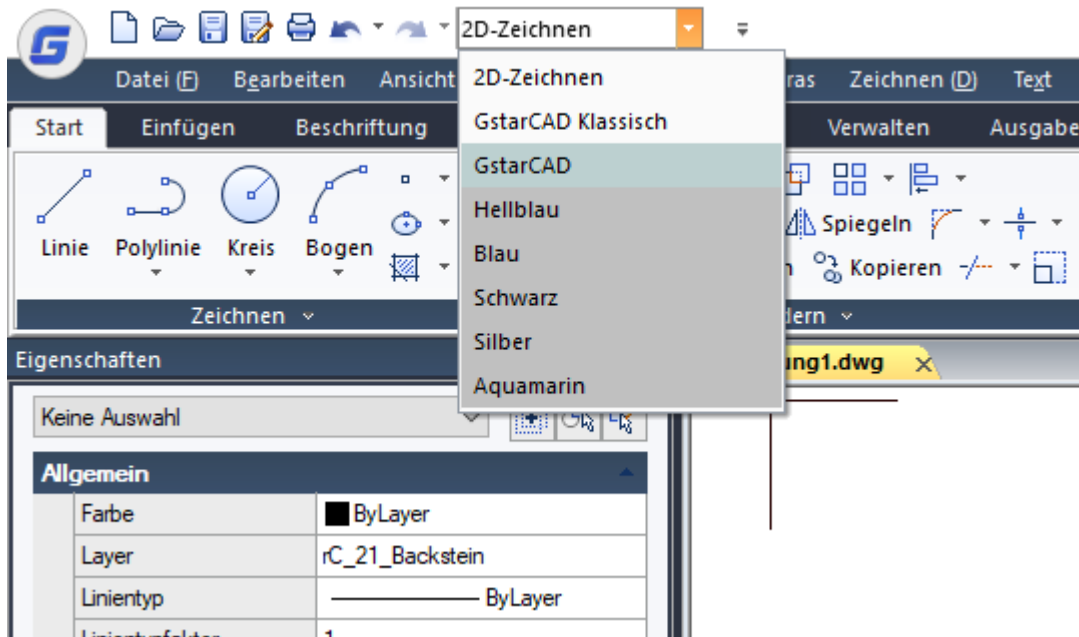 2D-Zeichnen
Datei (F) Bearbeiten Ansicht ras Zeichnen (D) Text
2D-Zeichnen
GstarCAD Klassisch
GstarCAD
Hellblau
Blau
Schwarz
Silber
Aquamarin
Start Einfügen Beschriftung Verwalten Ausgabe
Linie Polylinie Kreis Bogen
Spiegeln
n Kopieren
Zeichnen dern
Eigenschaften
ung1.dwg
Keine Auswahl
Allgemein
Farbe ByLayer
Layer rC_21_Backstein
Linientyp ByLayer
Linientypfaktor 1